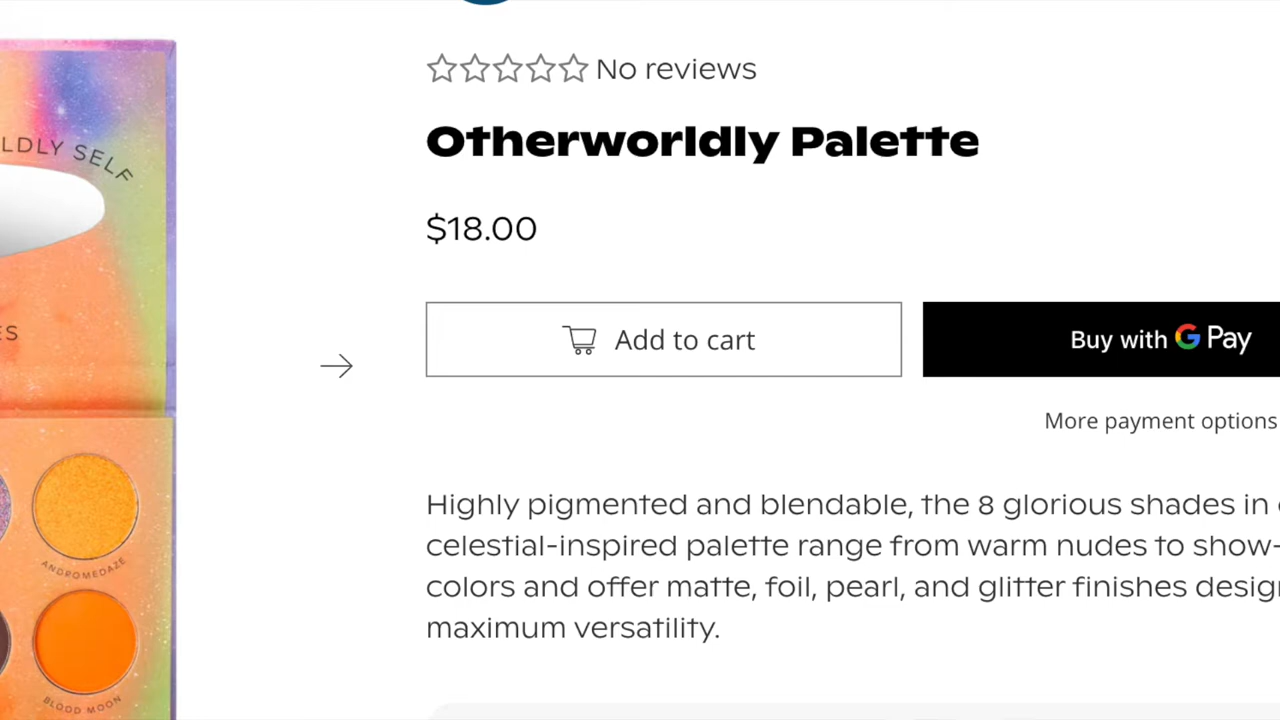 No reviews
Otherworldly Palette
$18.00
Add to cart
Buy with G Pay
More payment options
Highly pigmented and blendable, the 8 glorious shades in
celestial-inspired palette range from warm nudes to show-
colors and offer matte, foil, pearl, and glitter finishes desig
maximum versatility.
LDLY SELF
ES
ANDROMEDAZE
BLOOD MOON